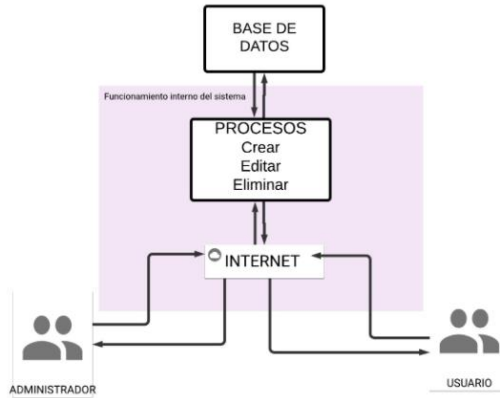 BASE DE
DATOS
Funcionamiento interno del sistema
PROCESOS
Crear
Editar
Eliminar
INTERNET
ADMINISTRADOR
USUARIO